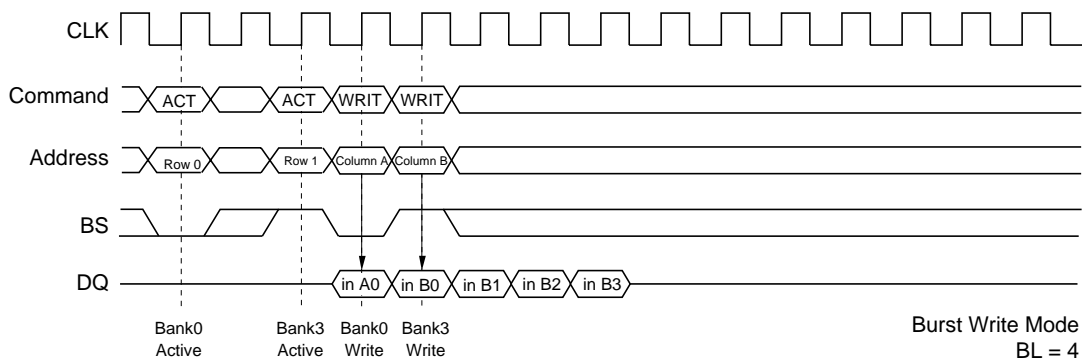 CLK
Command ACT ACT WRIT WRIT
Address Row 0 Row 1 Column A Column B
BS
DQ in A0 in B0 in B1 in B2 in B3
Bank0 Bank3 Bank0 Bank3
Active Active Write Write
Burst Write Mode
BL = 4